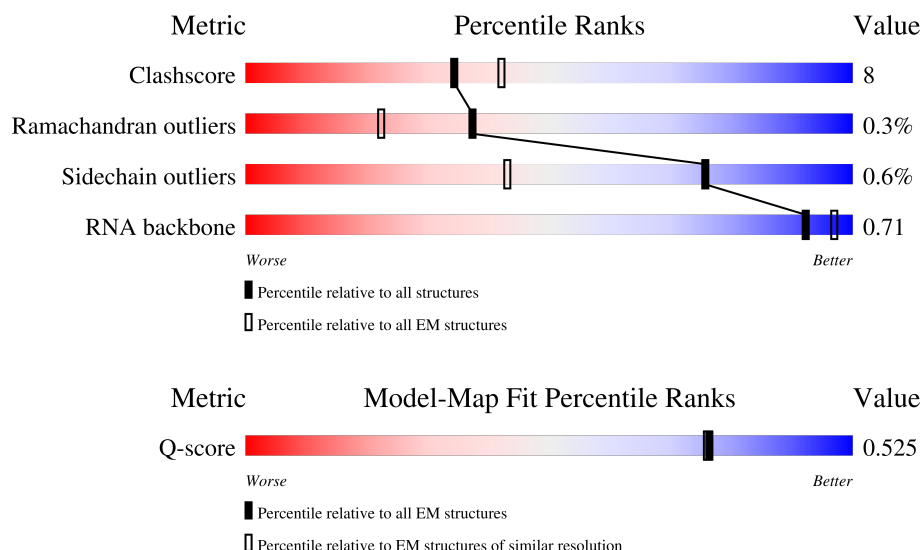 Metric Percentile Ranks Value
Clashscore 8
Ramachandran outliers 0.3%
Sidechain outliers 0.6%
RNA backbone 0.71
Worse Better
Percentile relative to all structures
Percentile relative to all EM structures
Metric Model-Map Fit Percentile Ranks Value
Q-score 0.525
Worse Better
Percentile relative to all EM structures
Percentile relative to EM structures of similar resolution